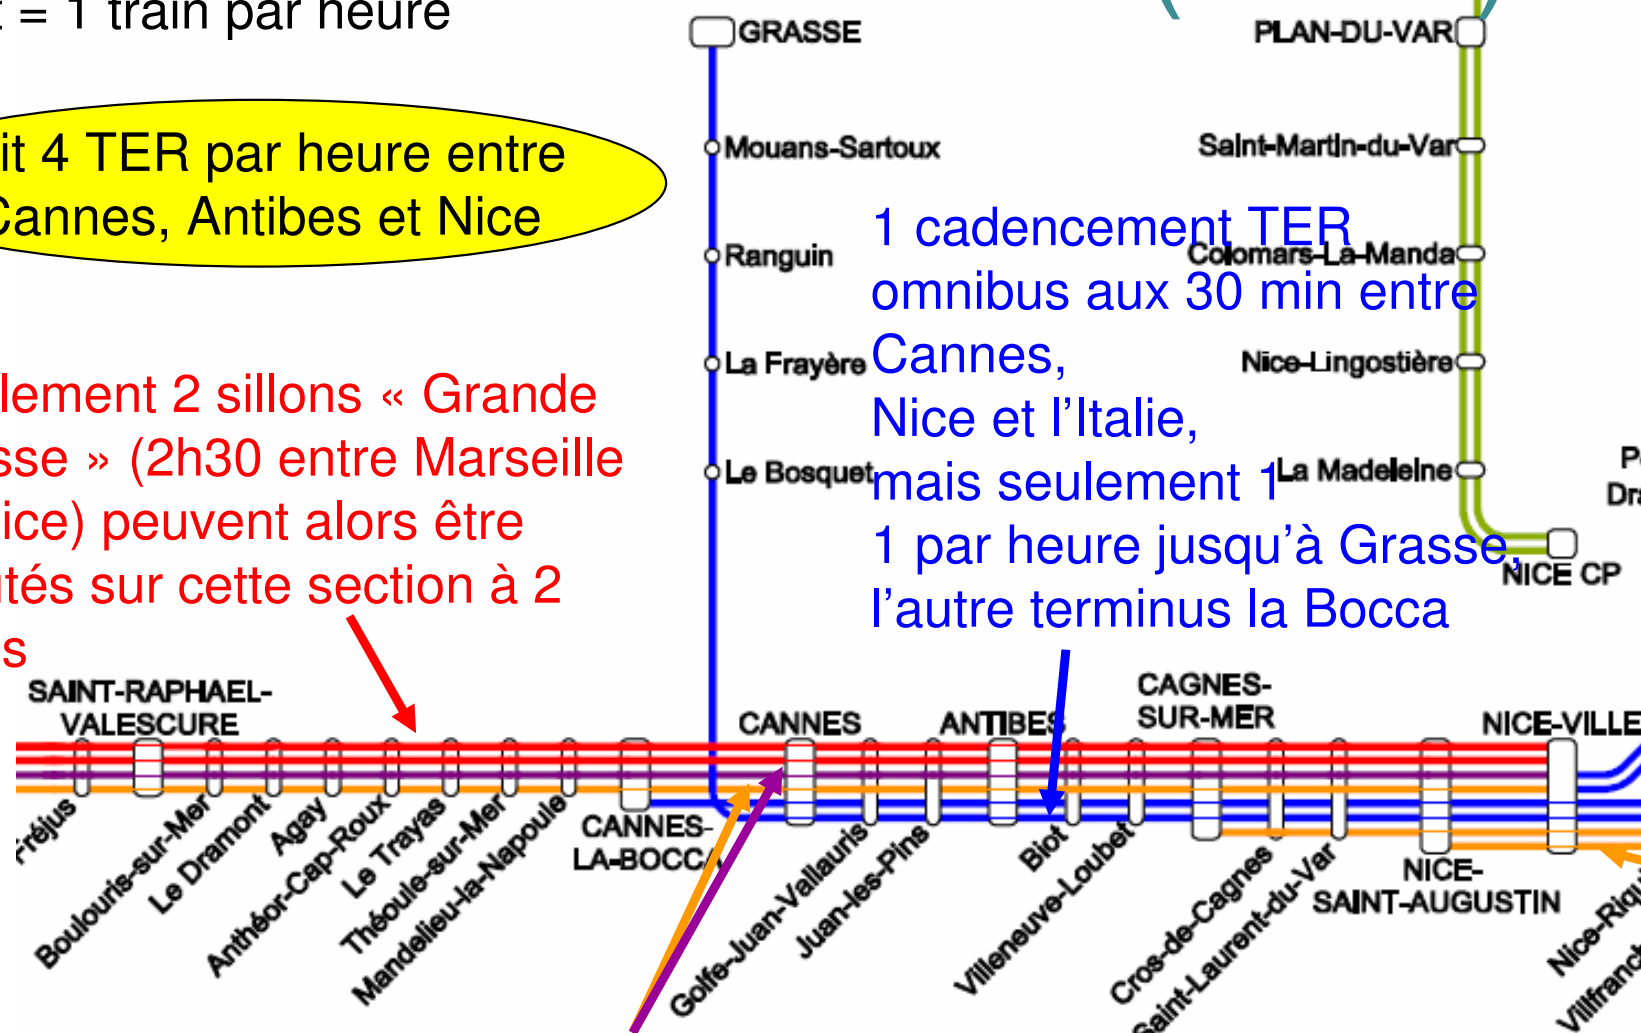 = 1 train par heure
GRASSE
PLAN-DU-VAR
it 4 TER par heure entre
Cannes, Antibes et Nice
Mouans-Sartoux
Saint-Martin-du-Var
Ranguin
Colomars-La-Manda
La Frayère
Nice-Lingostière
Le Bosquet
La Madeleine
NICE CP
1 cadencement TER
omnibus aux 30 min entre
Cannes,
Nice et l'Italie,
mais seulement 1
1 par heure jusqu'à Grasse,
l'autre terminus la Bocca
lement 2 sillons « Grande
sse » (2h30 entre Marseille
ice) peuvent alors être
tés sur cette section à 2
s
SAINT-RAPHAEL-
VALESCURE
CANNES
ANTIBES
CAGNES-
SUR-MER
NICE-VILLE
Fréjus
Boulouris-sur-Mer
Le Dramont
Agay
Anthéor-Cap-Roux
Le Trayas
Théoule-sur-Mer
Mandelieu-la-Napoule
CANNES-
LA-BOCCA
Golfe-Juan-Vallauris
Juan-les-Pins
Biot
Villeneuve-Loubet
Cros-de-Cagnes
Saint-Laurent-du-Var
NICE-
SAINT-AUGUSTIN
Nice-Riqu
Villfranch